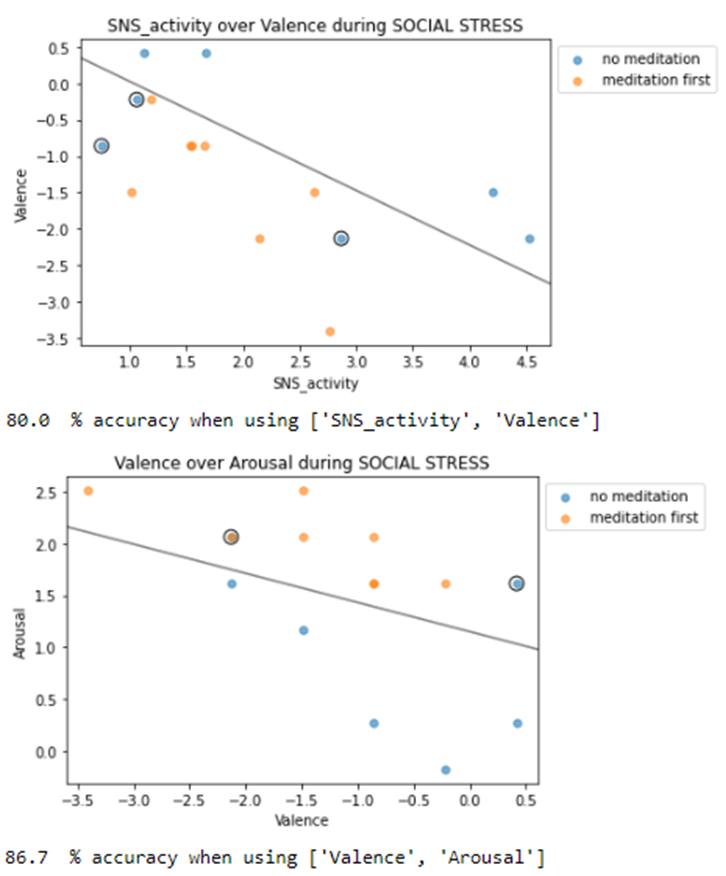 SNS_activity over Valence during SOCIAL STRESS
0.5
0.0
−0.5
−1.0
−1.5
−2.0
−2.5
−3.0
−3.5
Valence
1.0 1.5 2.0 2.5 3.0 3.5 4.0 4.5
SNS_activity
no meditation
meditation first
80.0 % accuracy when using ['SNS_activity', 'Valence']
Valence over Arousal during SOCIAL STRESS
2.5
2.0
1.5
1.0
0.5
0.0
Arousal
−3.5 −3.0 −2.5 −2.0 −1.5 −1.0 −0.5 0.0 0.5
Valence
no meditation
meditation first
86.7 % accuracy when using ['Valence', 'Arousal']